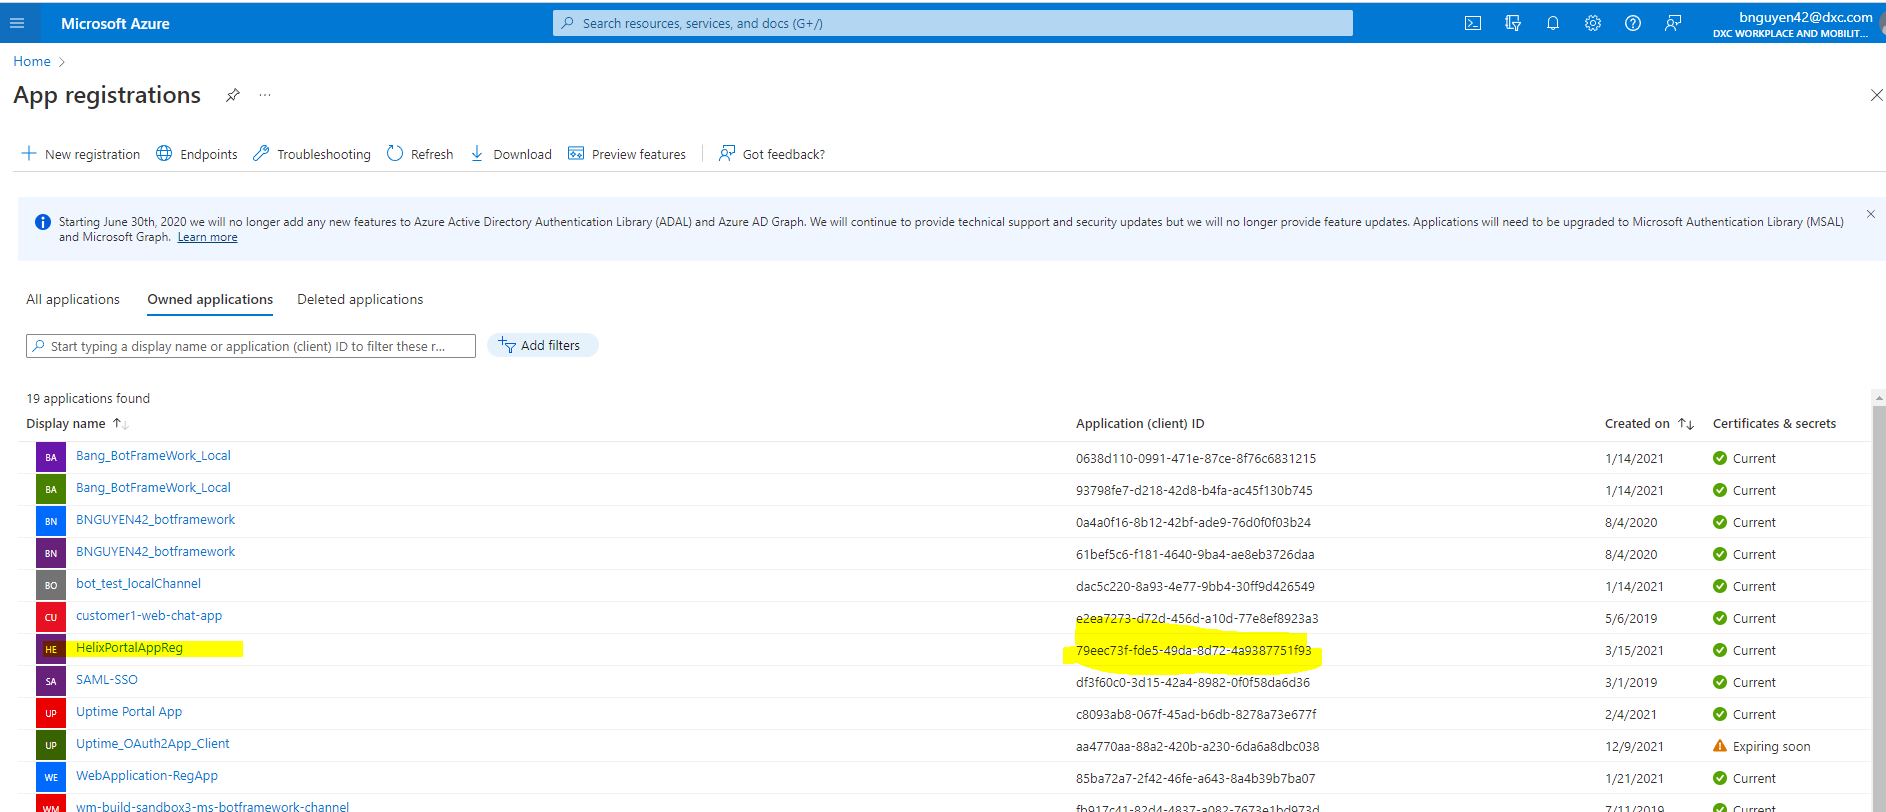 Microsoft Azure
Search resources, services, and docs (G+/)
bnguyen42@dxc.com
DXC WORKPLACE AND MOBILIT...
Home
App registrations
New registration
Endpoints
Troubleshooting
Refresh
Download
Preview features
Got feedback?
Starting June 30th, 2020 we will no longer add any new features to Azure Active Directory Authentication Library (ADAL) and Azure AD Graph. We will continue to provide technical support and security updates but we will no longer provide feature updates. Applications will need to be upgraded to Microsoft Authentication Library (MSAL)
and Microsoft Graph. Learn more
All applications Owned applications Deleted applications
Start typing a display name or application (client) ID to filter these r...
Add filters
19 applications found
Display name Application (client) ID Created on Certificates & secrets
BA Bang_BotFrameWork_Local 0638d110-0991-471e-87ce-8f76c6831215 1/14/2021 Current
BA Bang_BotFrameWork_Local 93798fe7-d218-42d8-b4fa-ac45f130b745 1/14/2021 Current
BN BNGUYEN42_botframework 0a4a0f16-8b12-42bf-ade9-76d0f0f03b24 8/4/2020 Current
BN BNGUYEN42_botframework 61bef5c6-f181-4640-9ba4-ae8eb3726daa 8/4/2020 Current
BO bot_test_localChannel dac5c220-8a93-4e77-9bb4-30ff9d426549 1/14/2021 Current
CU customer1-web-chat-app e2ea7273-d72d-456d-a10d-77e8ef8923a3 5/6/2019 Current
HE HelixPortalAppReg 79eec73f-fde5-49da-8d72-4a9387751f93 3/15/2021 Current
SA SAML-SSO df3f60c0-3d15-42a4-8982-0f0f58da6d36 3/1/2019 Current
UP Uptime Portal App c8093ab8-067f-45ad-b6db-8278a73e677f 2/4/2021 Current
UP Uptime_OAuth2App_Client aa4770aa-88a2-420b-a230-6da6a8dbc038 12/9/2021 Expiring soon
WE WebApplication-RegApp 85ba72a7-2f42-46fe-a643-8a4b39b7ba07 1/21/2021 Current
WM wm-build-sandbox3-ms-botframework-channel fb917c41-82d4-4837-a082-7673e1bd973d 7/11/2019 Current